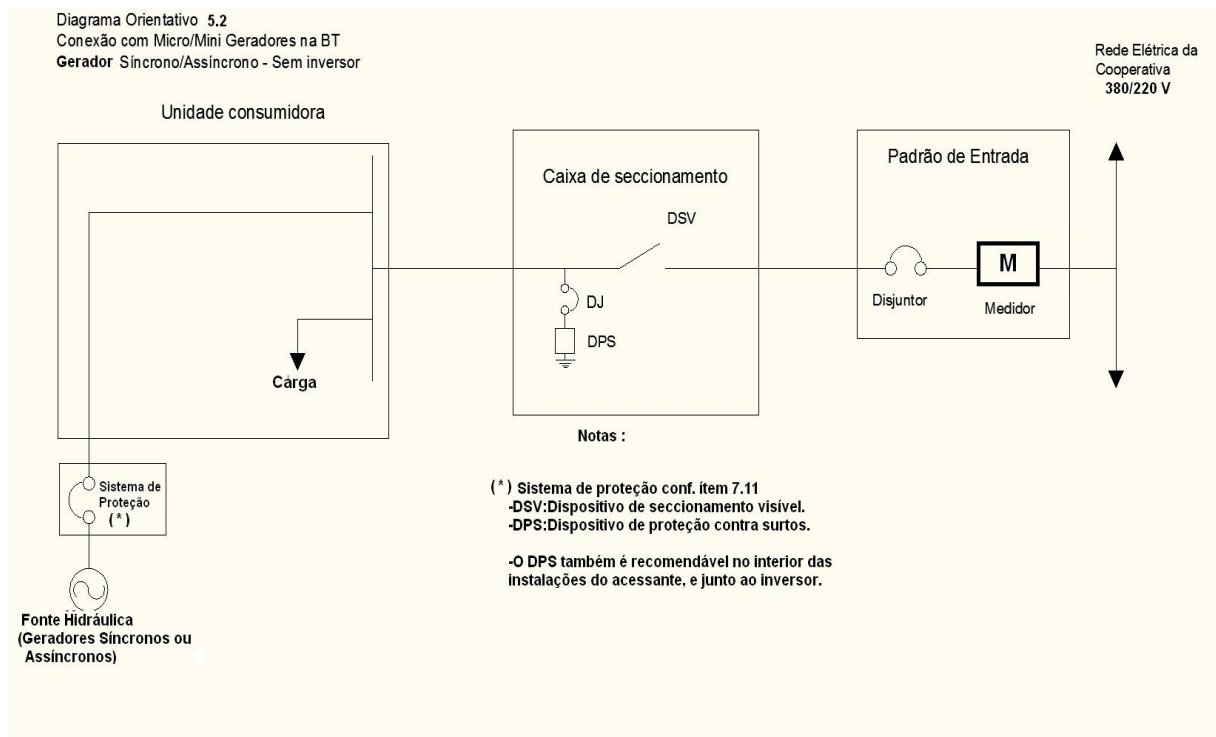 Diagrama Orientativo 5.2
Conexão com Micro/Mini Geradores na BT
Gerador Síncrono/Assíncrono - Sem inversor
Rede Elétrica da
Cooperativa
380/220 V
Unidade consumidora
Caixa de seccionamento
Padrão de Entrada
DSV
M
DJ
Disjuntor
Medidor
DPS
Cárga
Notas :
Sistema de
Proteção
( * )
( * ) Sistema de proteção conf. ítem 7.11
-DSV:Dispositivo de seccionamento visível.
-DPS:Dispositivo de proteção contra surtos.
-O DPS também é recomendável no interior das
instalações do acessante, e junto ao inversor.
Fonte Hidráulica
(Geradores Síncronos ou
Assíncronos)